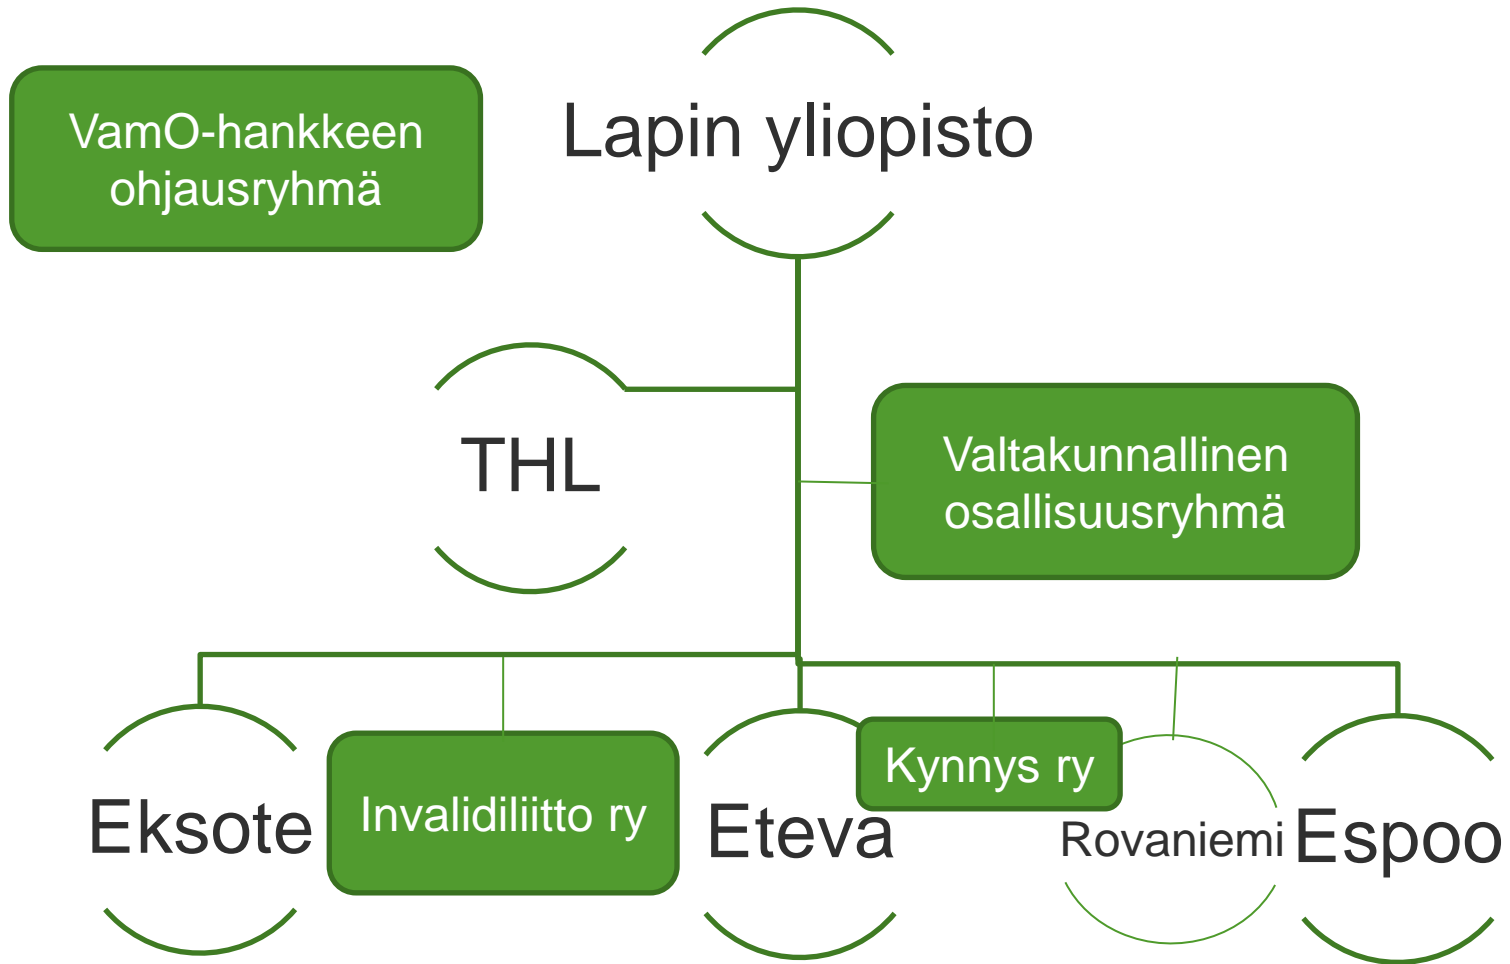 VamO-hankkeen
ohjausryhmä
Lapin yliopisto
THL
Valtakunnallinen
osallisuusryhmä
Eksote
Invalidiliitto ry
Eteva
Kynnys ry
Rovaniemi
Espoo